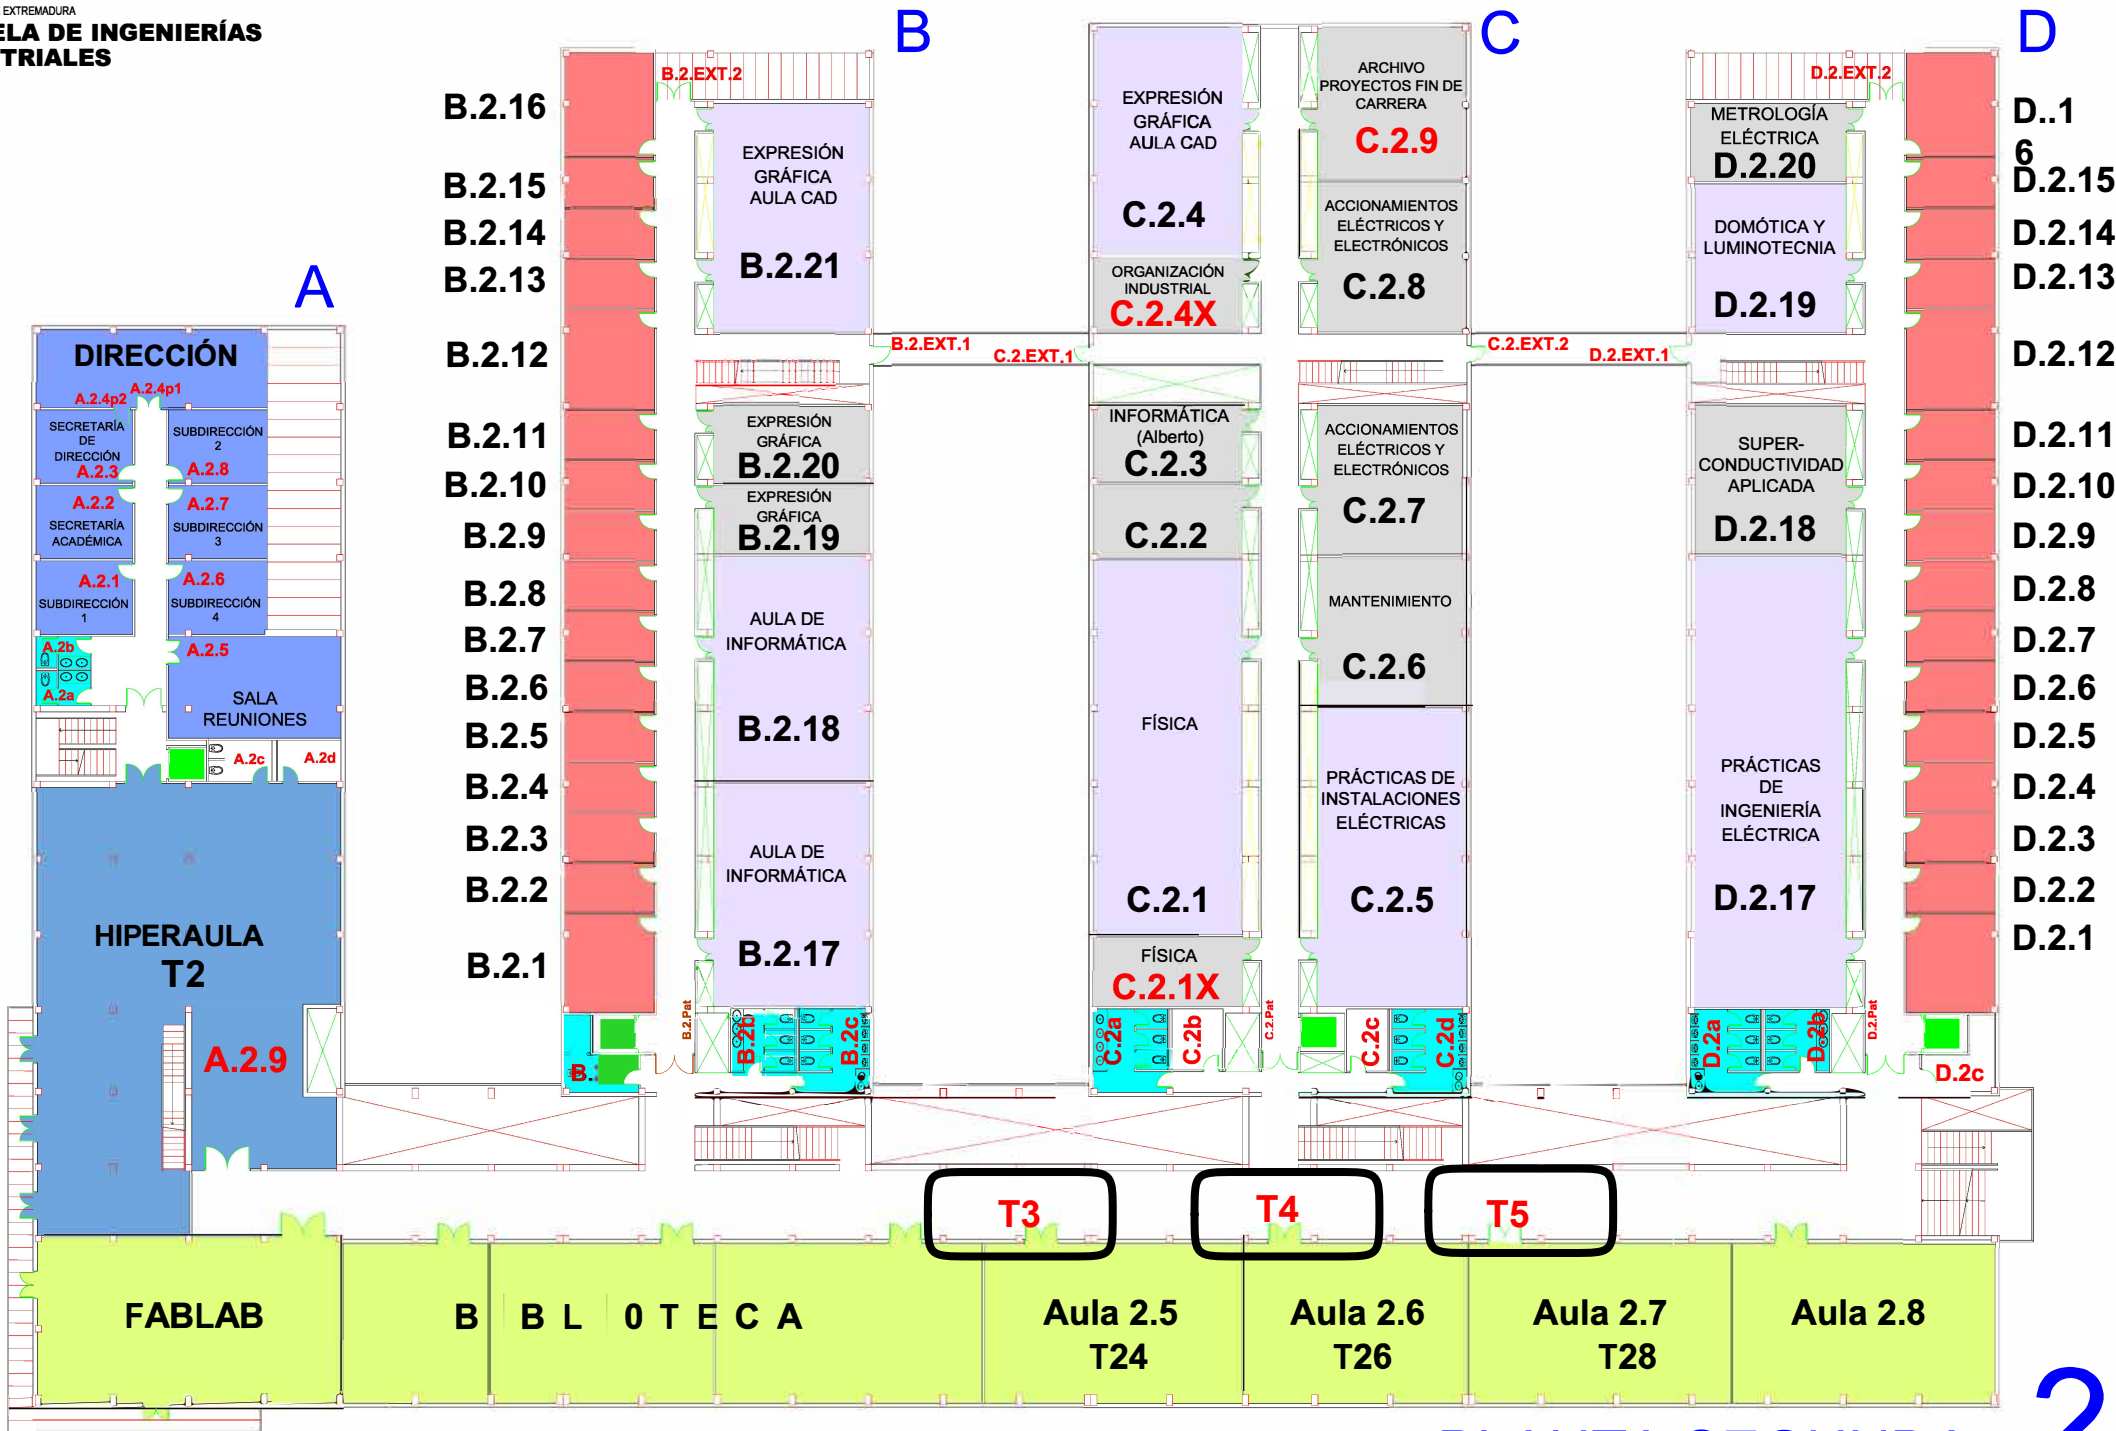 EXTREMADURA
ELA DE INGENIERÍAS
TRIALES
A
B
C
D
DIRECCIÓN
A.2.4p1
A.2.4p2
SECRETARÍA
DE
DIRECCIÓN
A.2.3
SUBDIRECCIÓN
2
A.2.8
A.2.2
SECRETARÍA
ACADÉMICA
A.2.7
SUBDIRECCIÓN
3
A.2.1
SUBDIRECCIÓN
1
A.2.6
SUBDIRECCIÓN
4
A.2b
A.2a
A.2.5
SALA
REUNIONES
A.2c
A.2d
HIPERAULA
T2
A.2.9
B.2.16
B.2.15
B.2.14
B.2.13
B.2.12
B.2.11
B.2.10
B.2.9
B.2.8
B.2.7
B.2.6
B.2.5
B.2.4
B.2.3
B.2.2
B.2.1
B.2.EXT.2
EXPRESIÓN
GRÁFICA
AULA CAD
B.2.21
B.2.EXT.1
EXPRESIÓN
GRÁFICA
B.2.20
EXPRESIÓN
GRÁFICA
B.2.19
AULA DE
INFORMÁTICA
B.2.18
AULA DE
INFORMÁTICA
B.2.17
B.2.Pat
B.
B.2b
B.2c
EXPRESIÓN
GRÁFICA
AULA CAD
C.2.4
ORGANIZACIÓN
INDUSTRIAL
C.2.4X
C.2.EXT.1
INFORMÁTICA
(Alberto)
C.2.3
C.2.2
FÍSICA
C.2.1
FÍSICA
C.2.1X
C.2a
C.2b
C.2.Pat
C.2c
C.2d
ARCHIVO
PROYECTOS FIN DE
CARRERA
C.2.9
ACCIONAMIENTOS
ELÉCTRICOS Y
ELECTRÓNICOS
C.2.8
C.2.EXT.2
ACCIONAMIENTOS
ELÉCTRICOS Y
ELECTRÓNICOS
C.2.7
MANTENIMIENTO
C.2.6
PRÁCTICAS DE
INSTALACIONES
ELÉCTRICAS
C.2.5
D.2.EXT.2
METROLOGÍA
ELÉCTRICA
D.2.20
DOMÓTICA Y
LUMINOTECNIA
D.2.19
D.2.EXT.1
SUPER-
CONDUCTIVIDAD
APLICADA
D.2.18
PRÁCTICAS
DE
INGENIERÍA
ELÉCTRICA
D.2.17
D.2a
D.2b
D.2.Pat
D.2c
D..1
6
D.2.15
D.2.14
D.2.13
D.2.12
D.2.11
D.2.10
D.2.9
D.2.8
D.2.7
D.2.6
D.2.5
D.2.4
D.2.3
D.2.2
D.2.1
T3
T4
T5
FABLAB
B BL 0TECA
Aula 2.5
T24
Aula 2.6
T26
Aula 2.7
T28
Aula 2.8
PLANTA SEGUNDA
2